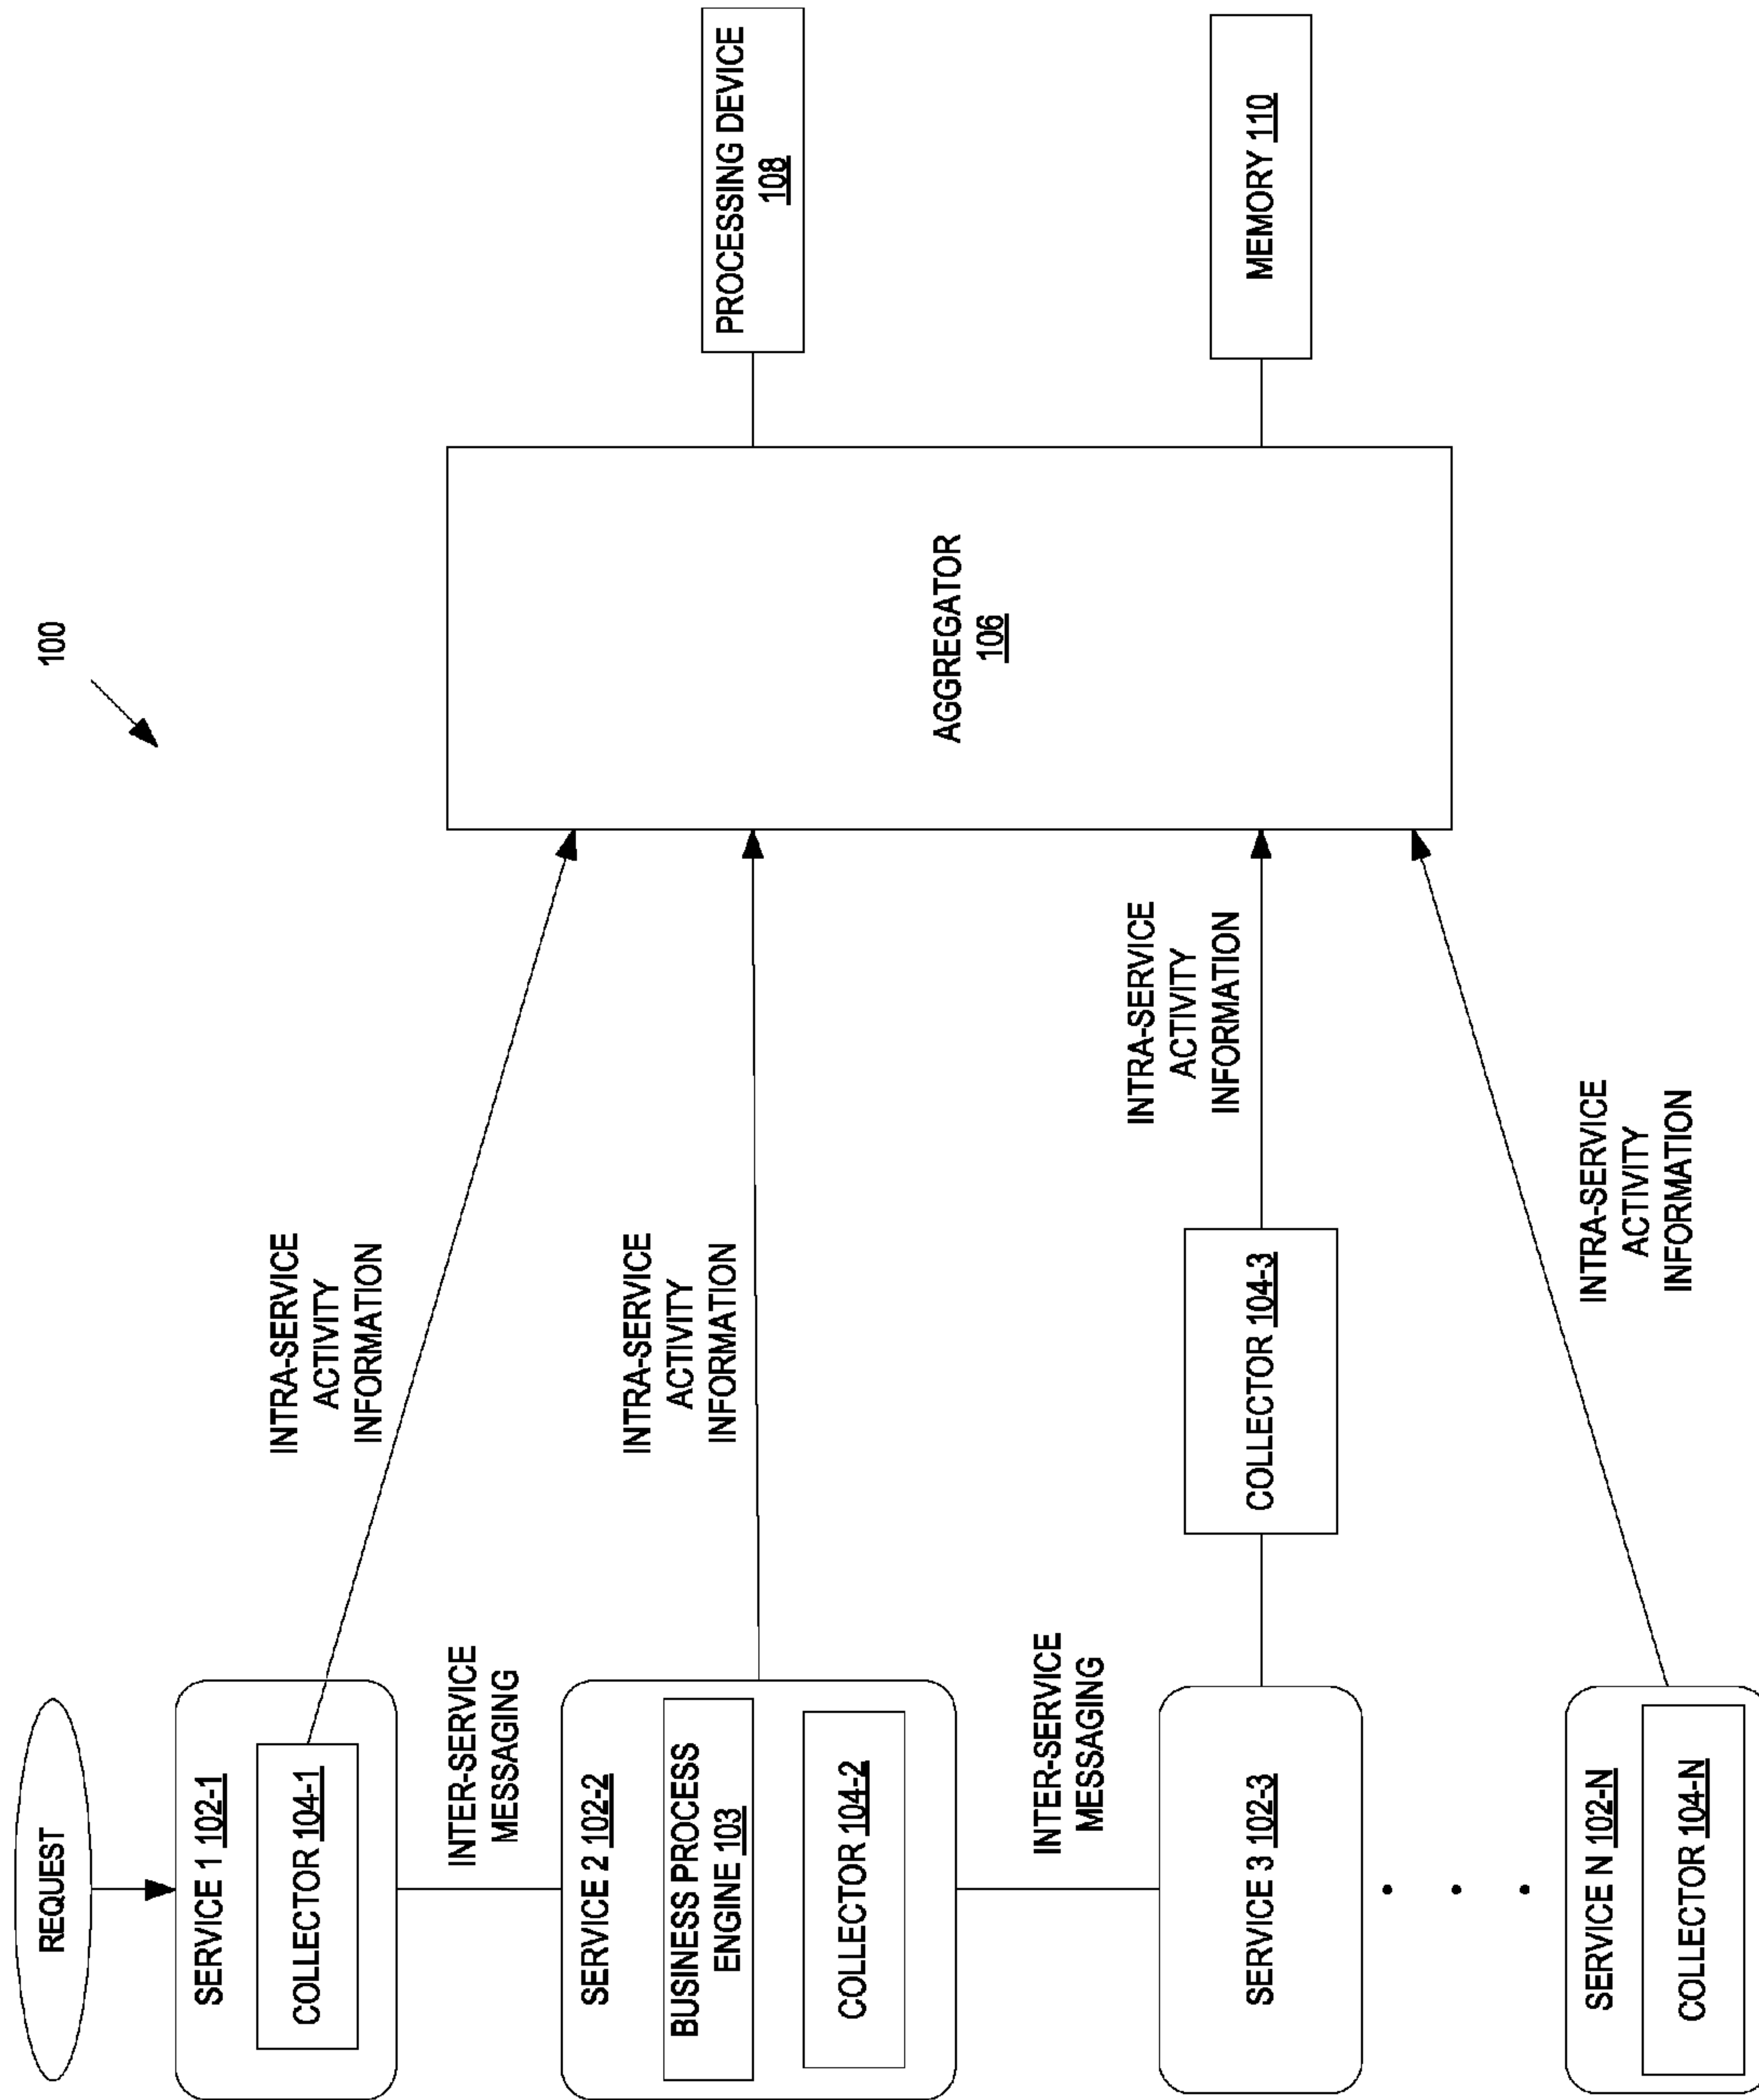 100
REQUEST
SERVICE 1 102-1
COLLECTOR 104-1
INTRA-SERVICE
ACTIVITY
INFORMATION
INTER-SERVICE
MESSAGING
SERVICE 2 102-2
BUSINESS PROCESS
ENGINE 103
COLLECTOR 104-2
INTRA-SERVICE
ACTIVITY
INFORMATION
INTER-SERVICE
MESSAGING
SERVICE 3 102-3
COLLECTOR 104-3
INTRA-SERVICE
ACTIVITY
INFORMATION
SERVICE N 102-N
COLLECTOR 104-N
INTRA-SERVICE
ACTIVITY
INFORMATION
AGGREGATOR
106
PROCESSING DEVICE
108
MEMORY 110